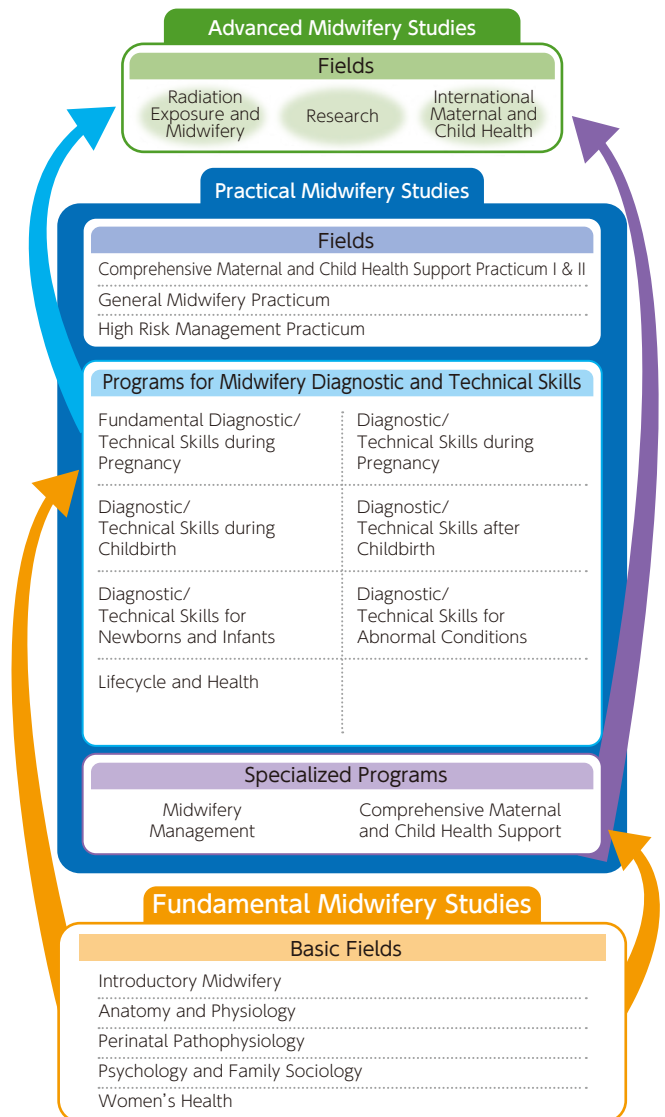 Advanced Midwifery Studies
Fields
Radiation
Exposure and
Midwifery
Research
International
Maternal and
Child Health
Practical Midwifery Studies
Fields
Comprehensive Maternal and Child Health Support Practicum I & II
General Midwifery Practicum
High Risk Management Practicum
Programs for Midwifery Diagnostic and Technical Skills
Fundamental Diagnostic/
Technical Skills during
Pregnancy
Diagnostic/
Technical Skills during
Pregnancy
Diagnostic/
Technical Skills during
Childbirth
Diagnostic/
Technical Skills after
Childbirth
Diagnostic/
Technical Skills for
Newborns and Infants
Diagnostic/
Technical Skills for
Abnormal Conditions
Lifecycle and Health
Specialized Programs
Midwifery
Management
Comprehensive Maternal
and Child Health Support
Fundamental Midwifery Studies
Basic Fields
Introductory Midwifery
Anatomy and Physiology
Perinatal Pathophysiology
Psychology and Family Sociology
Women’s Health